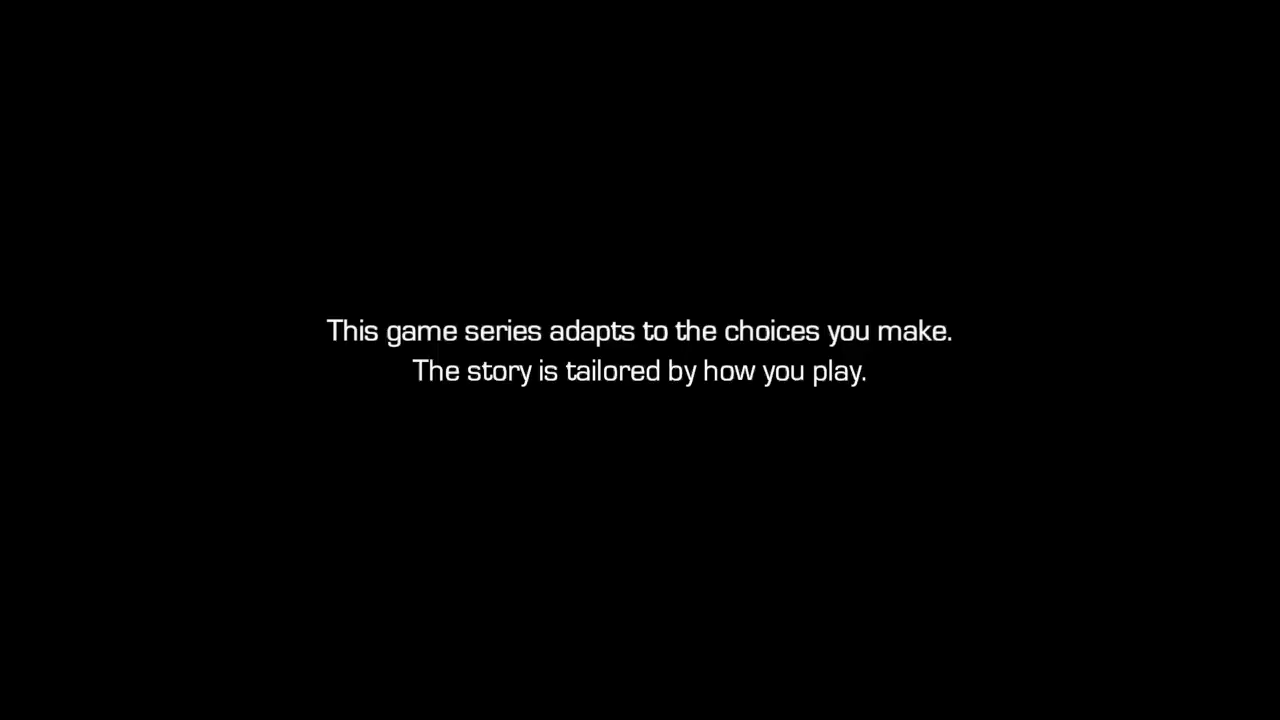 This game series adapts to the choices you make.
The story is tailored by how you play.